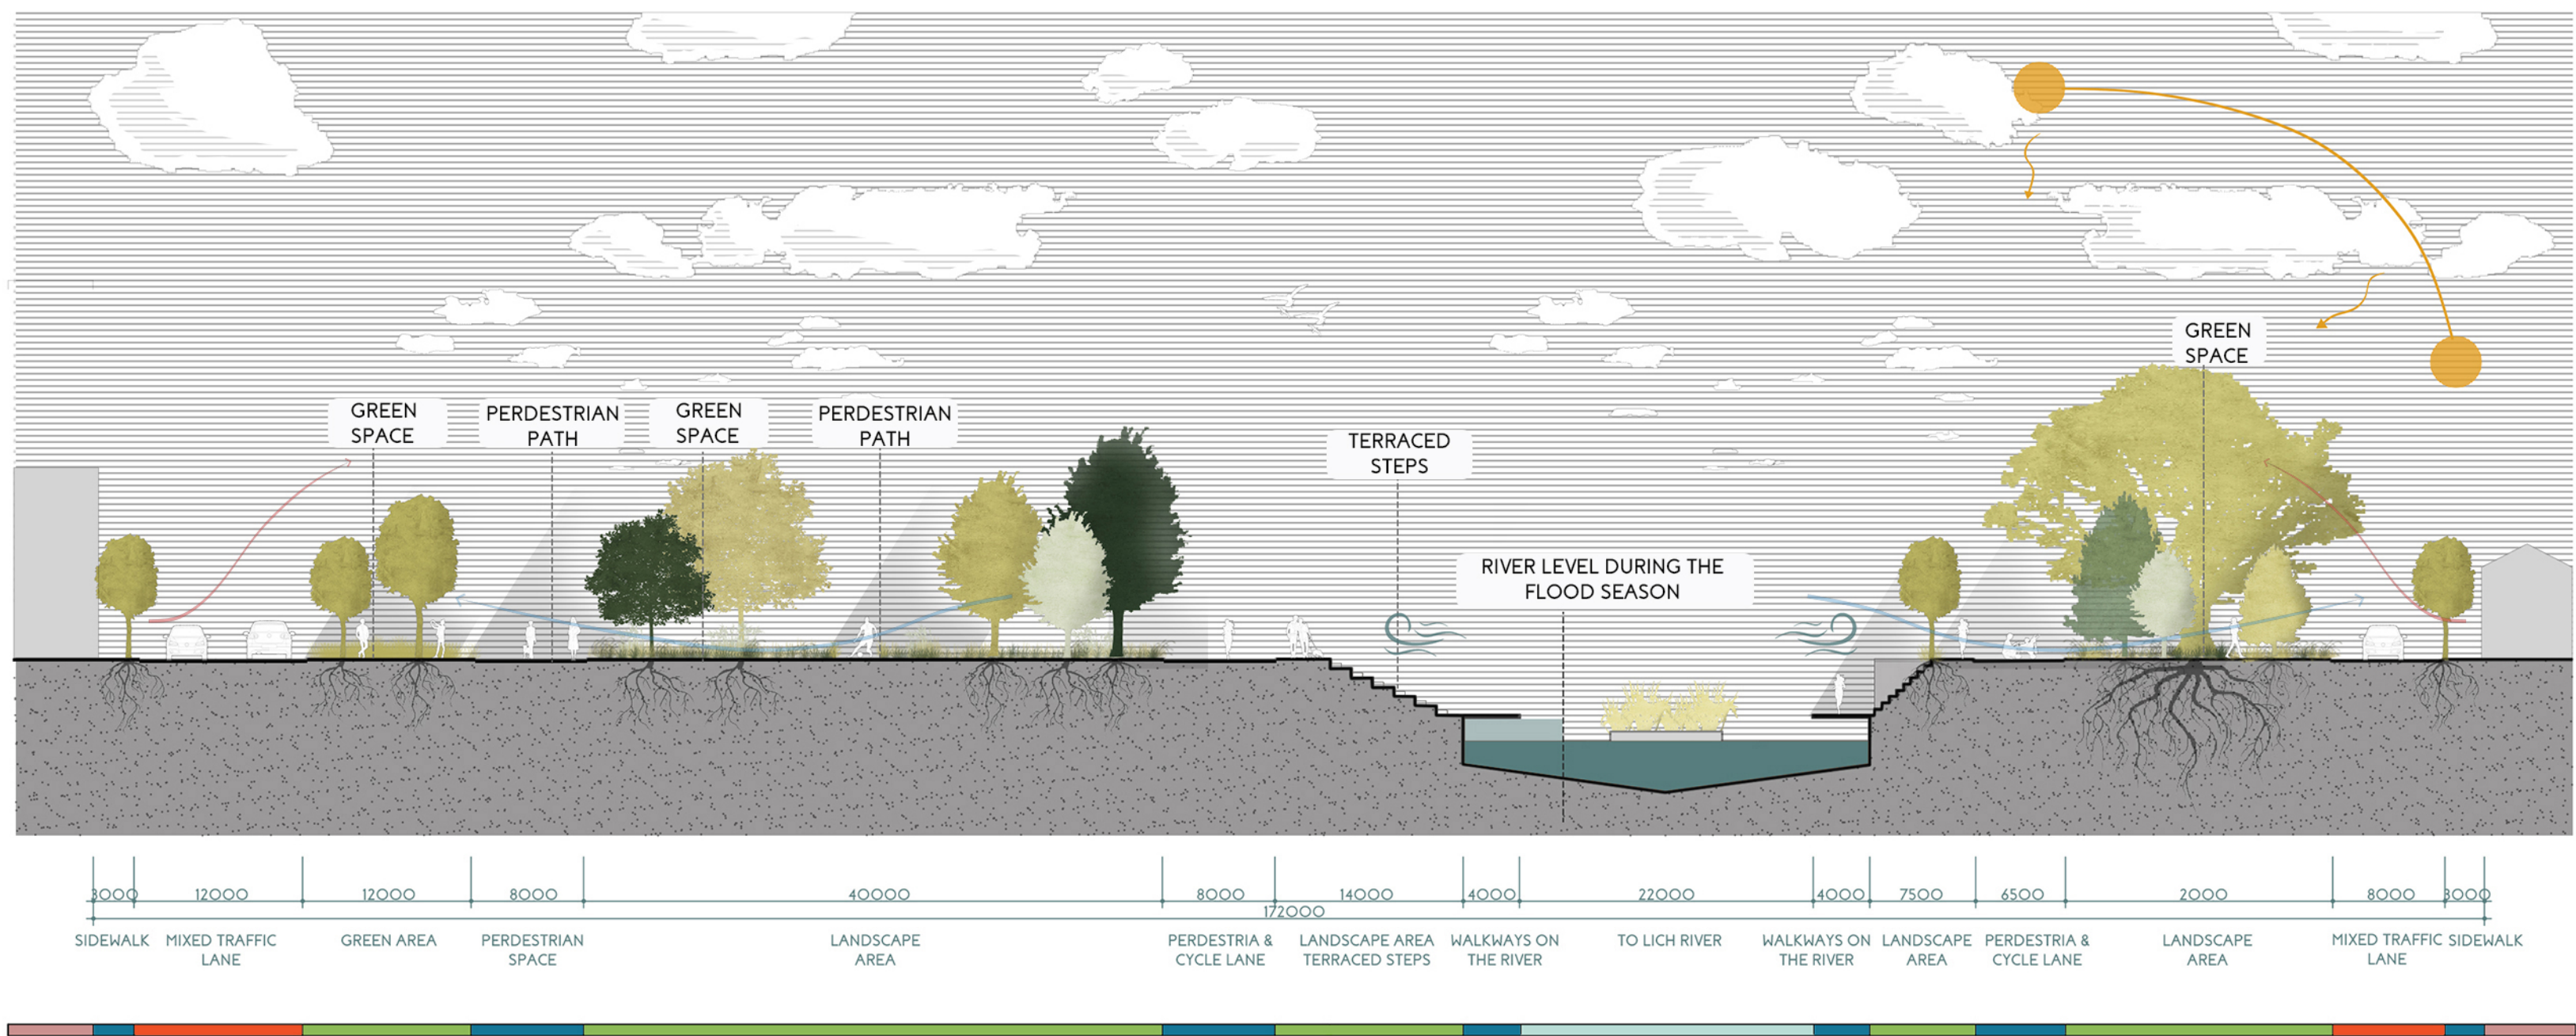 GREEN
SPACE
GREEN
SPACE
PERDESTRIAN
PATH
GREEN
SPACE
PERDESTRIAN
PATH
TERRACED
STEPS
RIVER LEVEL DURING THE
FLOOD SEASON
3000 12000 12000 8000 40000 8000 14000 4000 22000 4000 7500 6500 2000 8000 3000
172000
SIDEWALK
MIXED TRAFFIC
LANE
GREEN AREA
PERDESTRIAN
SPACE
LANDSCAPE
AREA
PERDESTRIA &
CYCLE LANE
LANDSCAPE AREA
TERRACED STEPS
WALKWAYS ON
THE RIVER
TO LICH RIVER
WALKWAYS ON
THE RIVER
LANDSCAPE
AREA
PERDESTRIA &
CYCLE LANE
LANDSCAPE
AREA
MIXED TRAFFIC
LANE
SIDEWALK